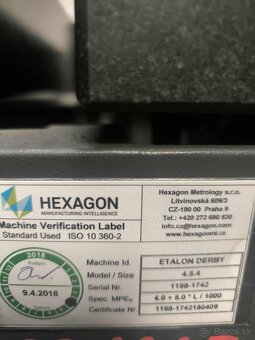 HEXAGON
MANUFACTURING INTELLIGENCE
Hexagon Metrology s.r.o.
Litvínovská 609/3
CZ-190 00 Praha 9
+420 272 680 830
info.cz@hexagon.com
www.hexagonmi.cz
Machine Verification Label
Standard Used ISO 10 360-2
2018
Podpis
9.4.2018
Datum
Machine ETALON DERBY
Model / Size 4.5.4
Serial Nr. 1198-1742
Spec. MPEE 4.0 + 5.0 * L / 1000
Certificate Nr 1198-1742180409
Bazos.sk